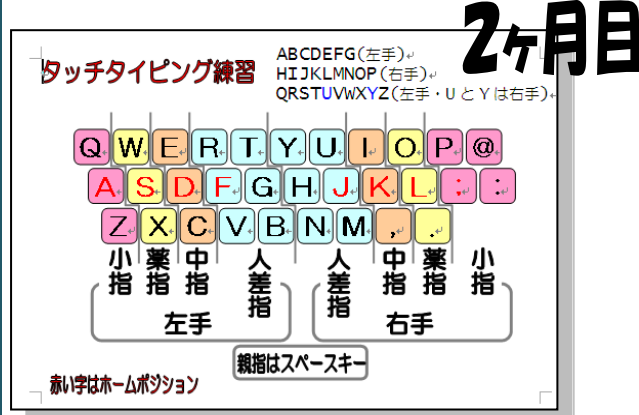 2ヶ月目
タッチタイピング練習
ABCDEFG(左手)
HIJKLMNOP(右手)
QRSTUVWXYZ(左手・UとYは右手)
Q W E R T Y U I O P @
A S D F G H J K L ; :
Z X C V B N M , .
小指 薬指 中指 人差指 人差指 中指 薬指 小指
左手 右手
親指はスペースキー
赤い字はホームポジション